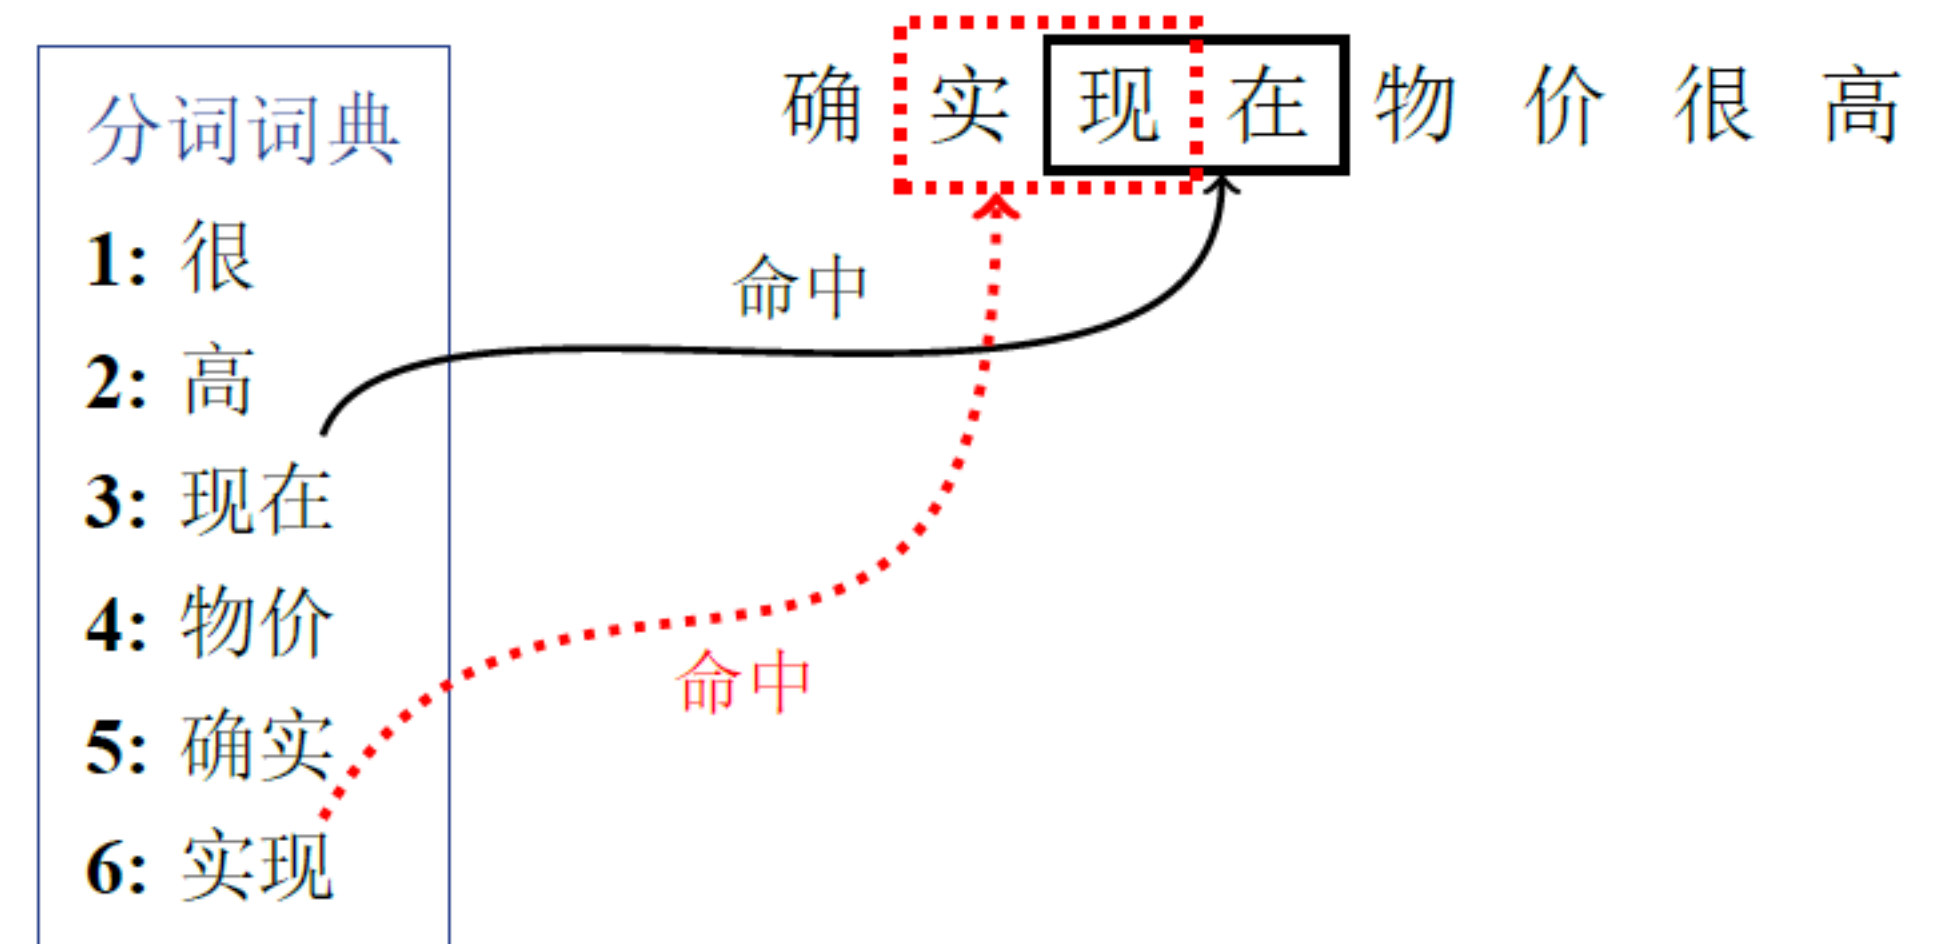 确实现在物价很高
分词词典
1: 很
2: 高
3: 现在
4: 物价
5: 确实
6: 实现
命中
命中